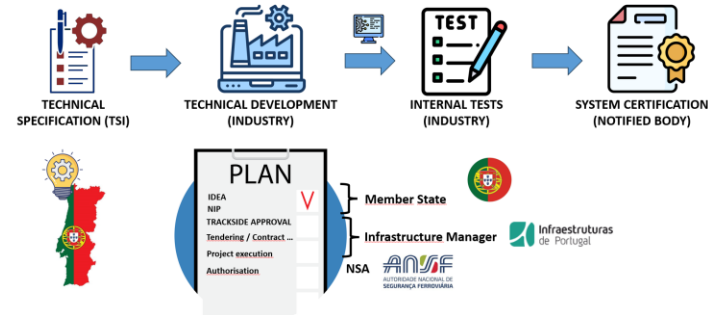 TEST
TECHNICAL
SPECIFICATION (TSI)
TECHNICAL DEVELOPMENT
(INDUSTRY)
INTERNAL TESTS
(INDUSTRY)
SYSTEM CERTIFICATION
(NOTIFIED BODY)
PLAN
IDEA
NIP
TRACKSIDE APPROVAL
Tendering / Contract ...
Project execution
Authorisation
Member State
Infrastructure Manager
NSA
Infraestruturas
de Portugal
ANSF
AUTORIDADE NACIONAL DE
SEGURANÇA FERROVIÁRIA